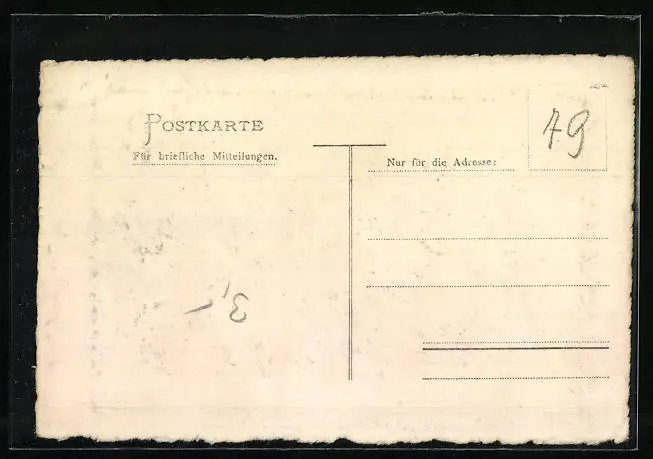 POSTKARTE
Für briefliche Mitteilungen.
Nur für die Adresse:
49
3,-